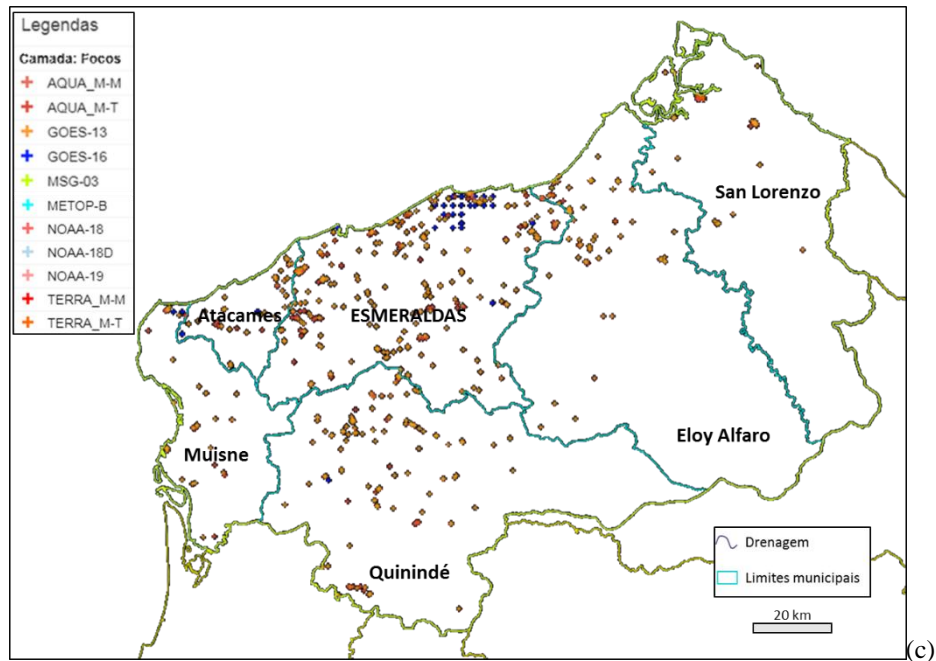 Legendas
Camada: Focos
AQUA_M-M
AQUA_M-T
GOES-13
GOES-16
MSG-03
METOP-B
NOAA-18
NOAA-18D
NOAA-19
TERRA_M-M
TERRA_M-T
San Lorenzo
Atacames
ESMERALDAS
Eloy Alfaro
Muisne
Quinindé
Drenagem
Limites municipais
20 km
(c)